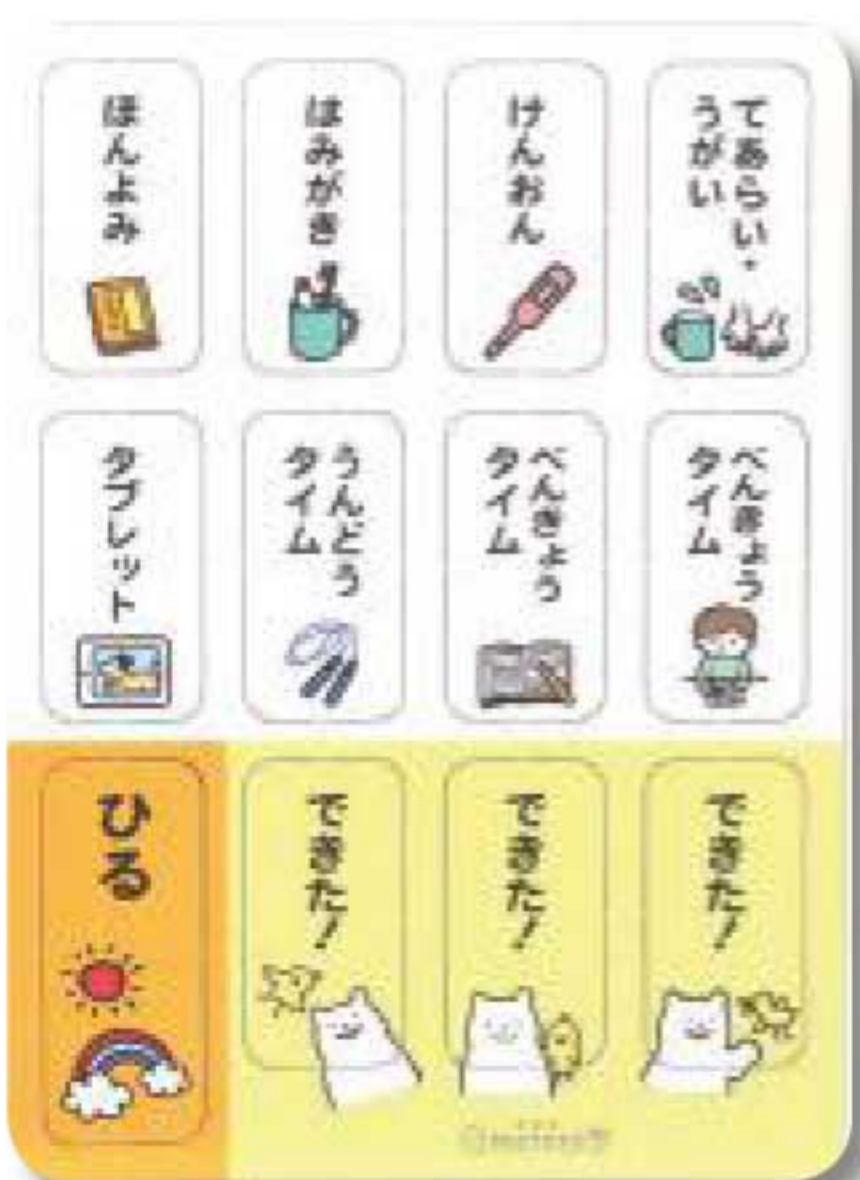 てあらい・
うがい
けんおん
はみがき
ほんよみ
べんきょう
タイム
べんきょう
タイム
うんどう
タイム
タブレット
できた!
できた!
できた!
ひる